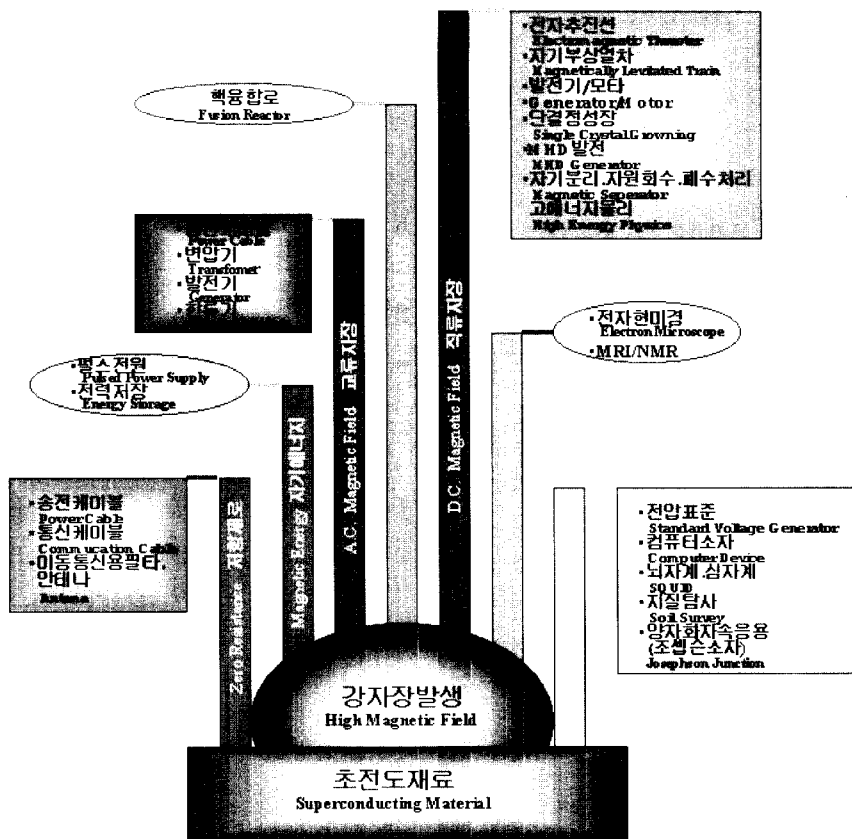 ·전자추진선
Electromagnetic Thruster
·자기부상열차
Magnetically Levitated Train
·발전기/모타
·Generator/Motor
·단결정성장
Single Crystal Growning
·MHD 발전
MHD Generator
·자기분리.자원회수.폐수처리
Magnetic Seperator
고에너지물리
High Energy Physics
핵융합로
Fusion Reactor
Power Cable
·변압기
Transfomer
·발전기
Generator
·전자현미경
Electron Microscope
·MRI/NMR
·펄스전원
Pulsed Power Supply
·전력저장
Energy Storage
·송전케이블
Power Cable
·통신케이블
Commucation Cable
·이동통신용필타.
안테나
Antenna
·전압표준
Standard Voltage Generator
·컴퓨터소자
Computer Device
·뇌자계.심자계
SQUID
·지질탐사
Soil Survey
·양자화자속응용
(조셉슨소자)
Josephson Junction
Zero Resistance
Magnetic Energy 자기에너지
A.C. Magnetic Field 교류자장
D.C. Magnetic Field 직류자장
강자장발생
High Magnetic Field
초전도재료
Superconducting Material